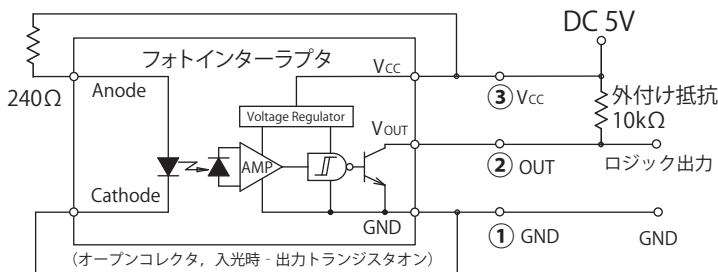 DC 5V
フォトインターラプタ
VCC
240Ω
Anode
③ VCC
外付け抵抗
10kΩ
Voltage Regulator
VOUT
AMP
② OUT
ロジック出力
Cathode
GND
① GND
GND
（オープンコレクタ，入光時 - 出力トランジスタオン）